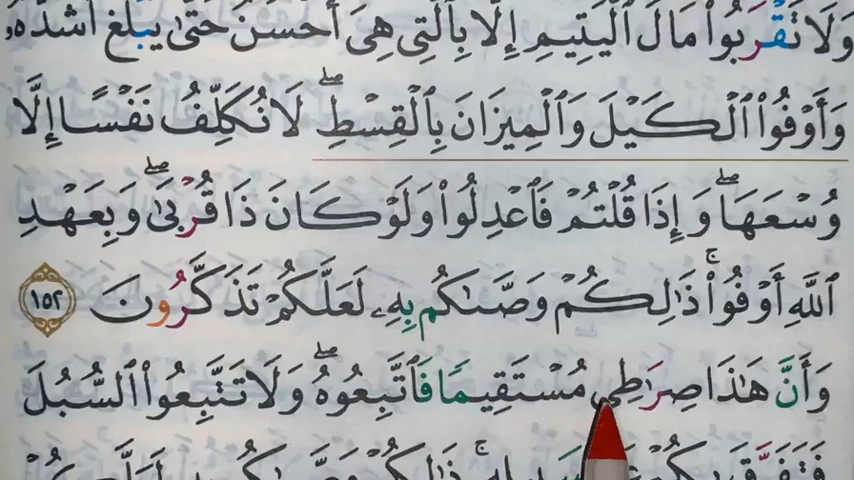 وَلَا تَقْرَبُوا۟ مَالَ ٱلْيَتِيمِ إِلَّا بِٱلَّتِى هِىَ أَحْسَنُ حَتَّىٰ يَبْلُغَ أَشُدَّهُۥ
وَأَوْفُوا۟ ٱلْكَيْلَ وَٱلْمِيزَانَ بِٱلْقِسْطِ ۖ لَا نُكَلِّفُ نَفْسًا إِلَّا
وُسْعَهَا ۖ وَإِذَا قُلْتُمْ فَٱعْدِلُوا۟ وَلَوْ كَانَ ذَا قُرْبَىٰ ۖ وَبِعَهْدِ
ٱللَّهِ أَوْفُوا۟ ۚ ذَٰلِكُمْ وَصَّىٰكُم بِهِۦ لَعَلَّكُمْ تَذَكَّرُونَ ١٥٢
وَأَنَّ هَٰذَا صِرَٰطِى مُسْتَقِيمًا فَٱتَّبِعُوهُ ۖ وَلَا تَتَّبِعُوا۟ ٱلسُّبُلَ
فَتَفَرَّقَ بِكُمْ ۚ ذَٰلِكُمْ